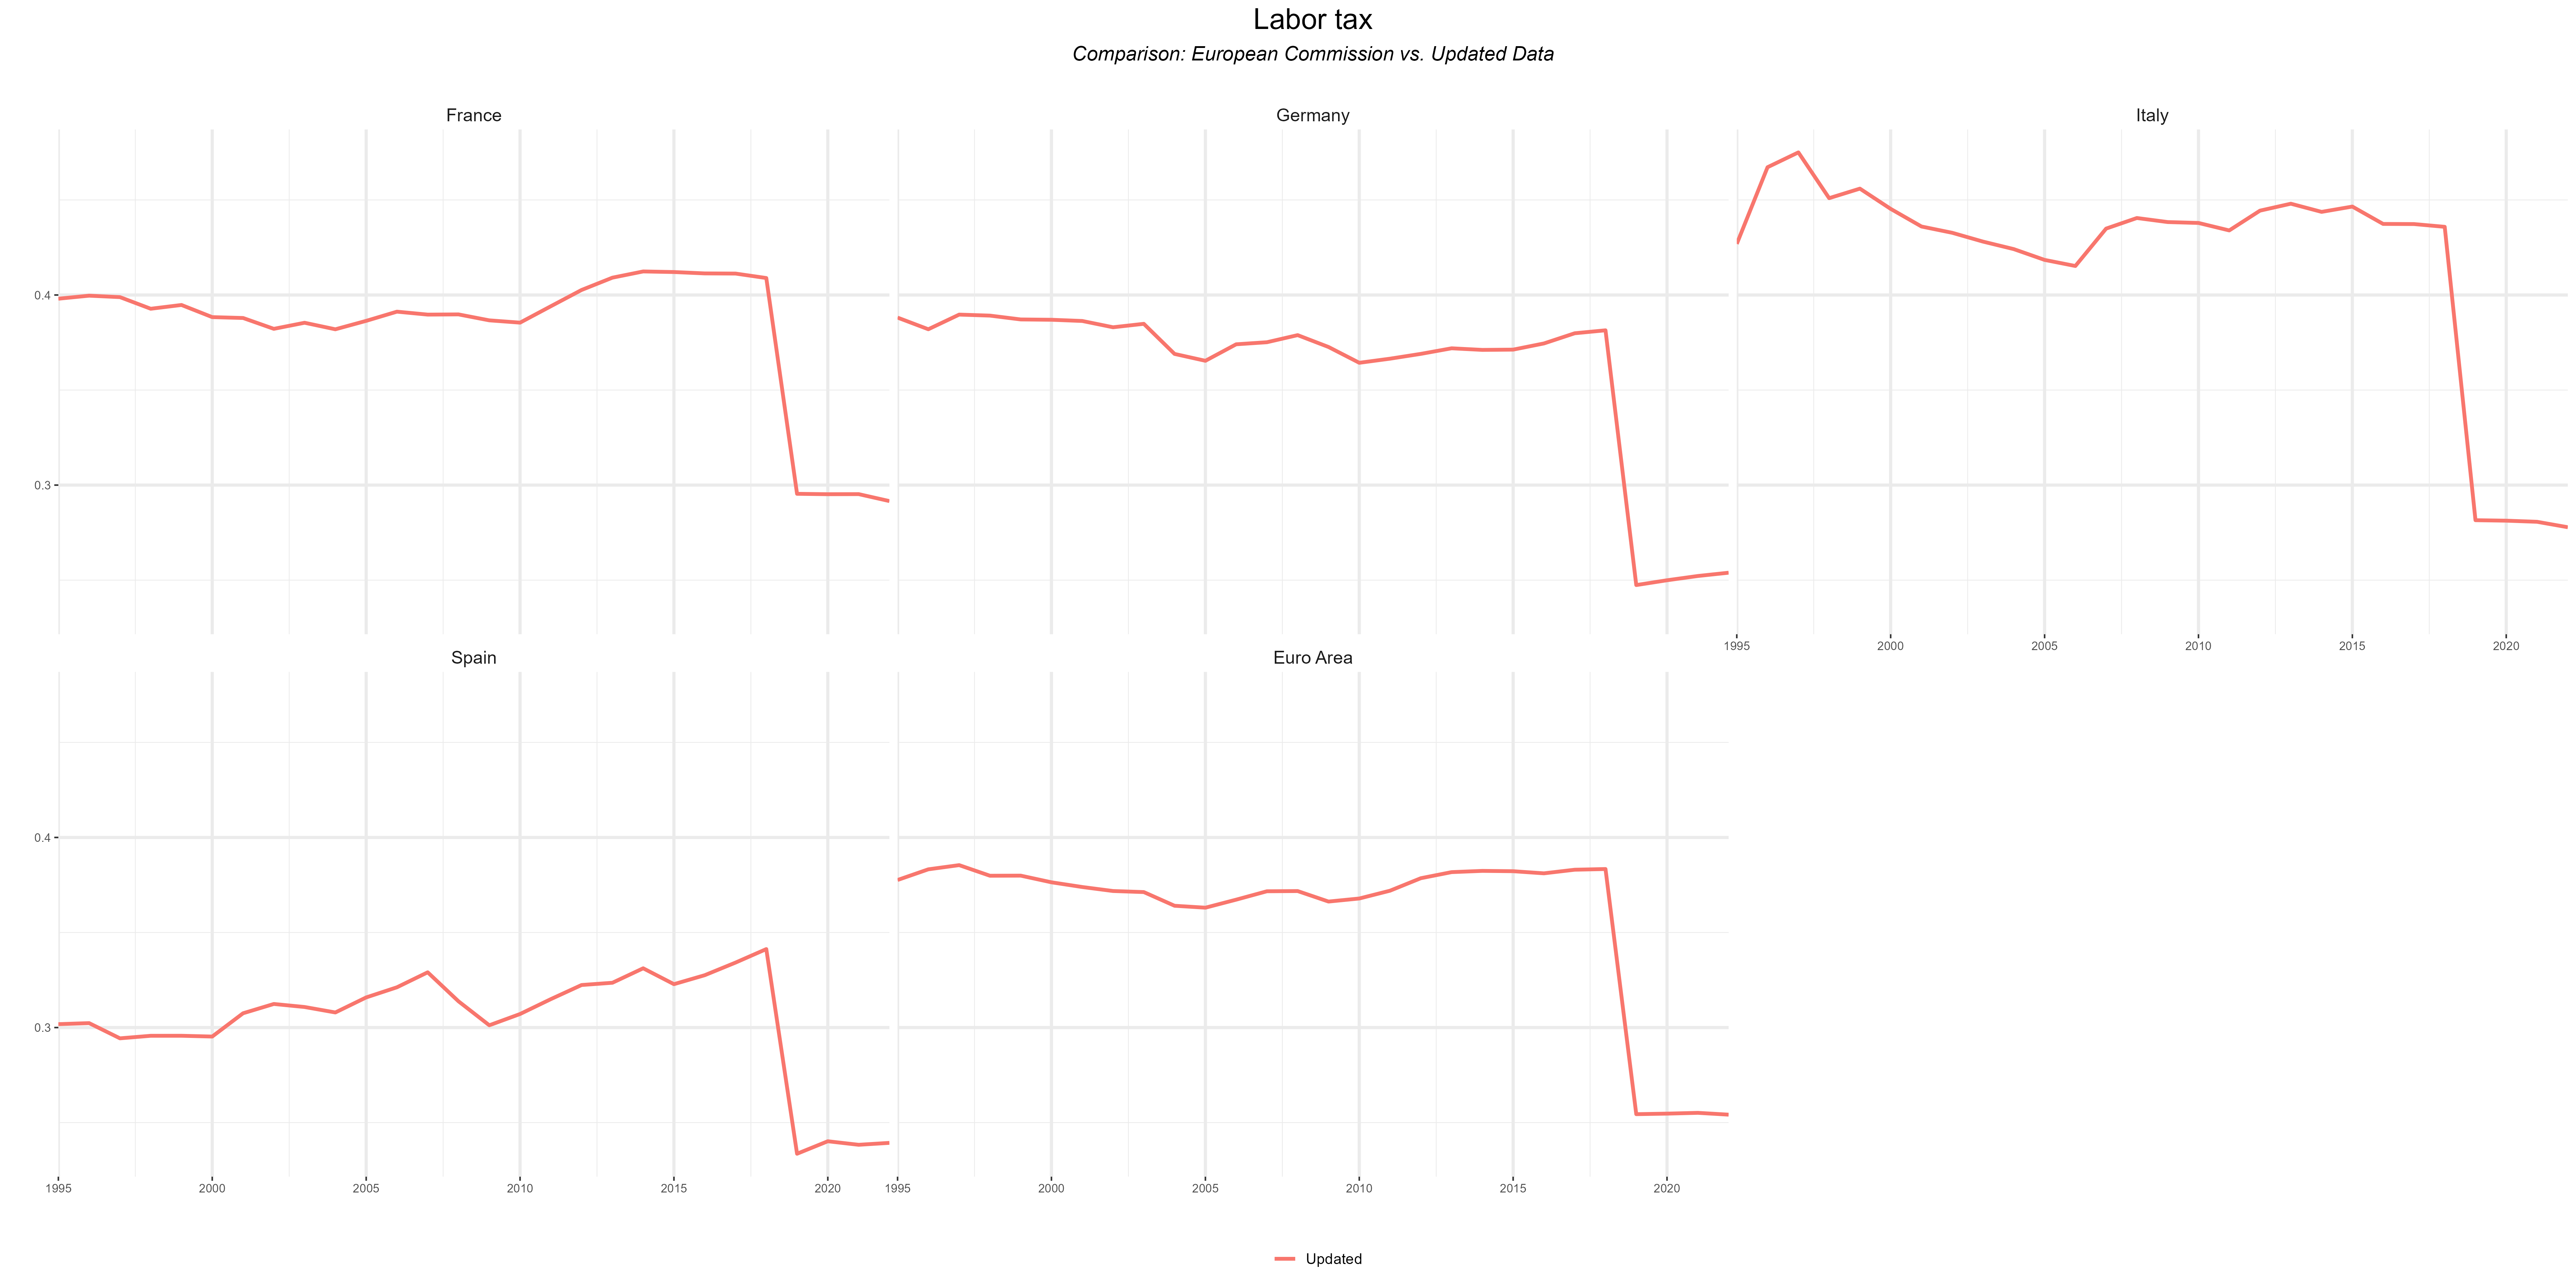 Labor tax
Comparison: European Commission vs. Updated Data
France Germany Italy
0.4
0.3
1995 2000 2005 2010 2015 2020
Spain Euro Area
0.4
0.3
1995 2000 2005 2010 2015 2020 1995 2000 2005 2010 2015 2020
Updated